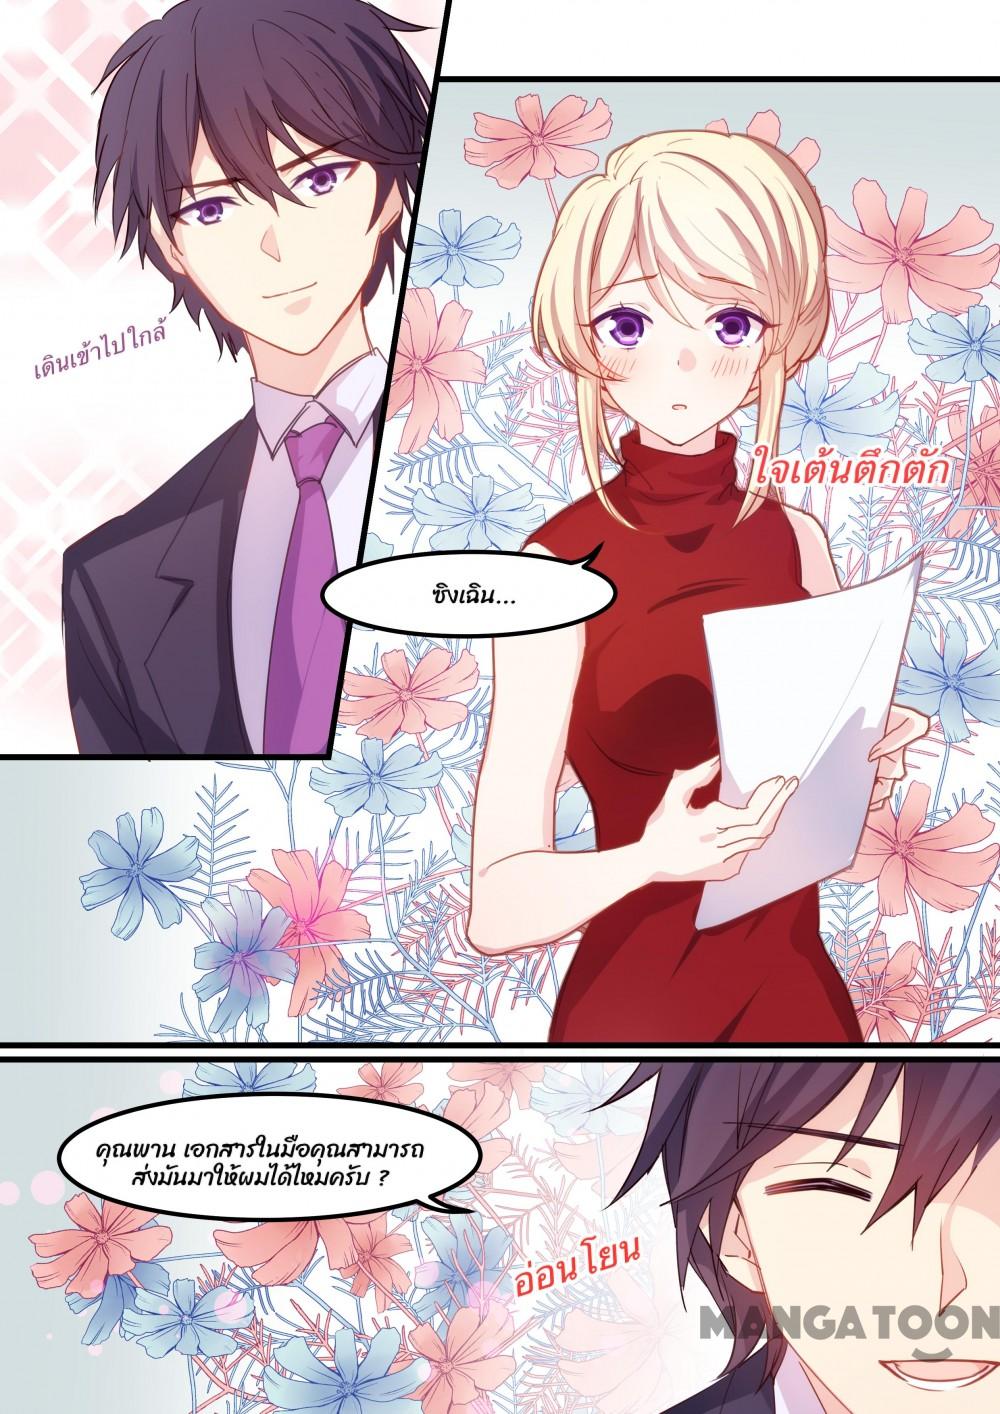 เดินเข้าไปใกล้
ใจเต้นตึกตัก
ซิงเฉิน...
คุณพาน เอกสารในมือคุณสามารถ
ส่งมันมาให้ผมได้ไหมครับ ?
อ่อนโยน
MANGATOON